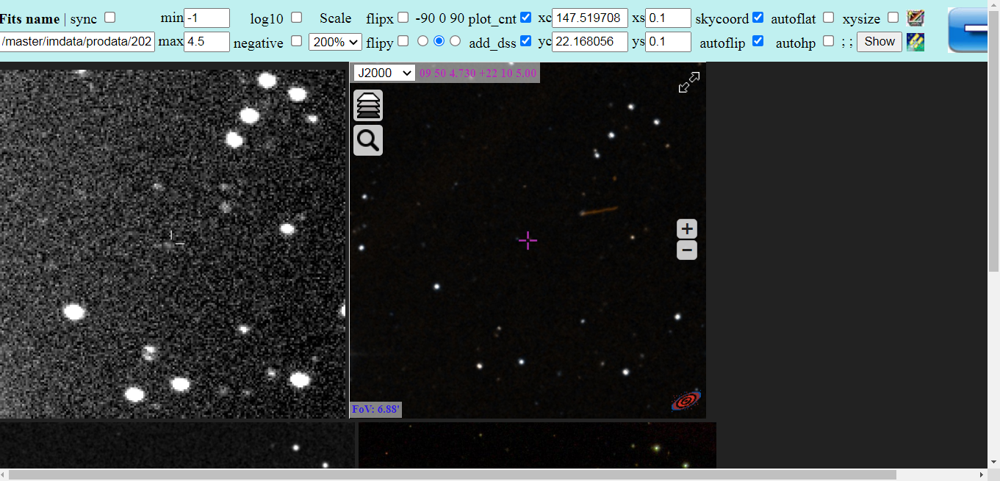 Fits name | sync min -1 log10 Scale flipx -90 0 90 plot_cnt xc 147.519708 xs 0.1 skycoord autoflat xysize
/master/imdata/prodata/202 max 4.5 negative 200% flipy add_dss yc 22.168056 ys 0.1 autoflip autohp ; ; Show
J2000 09 50 4.730 +22 10 5.00
+
−
FoV: 6.88'